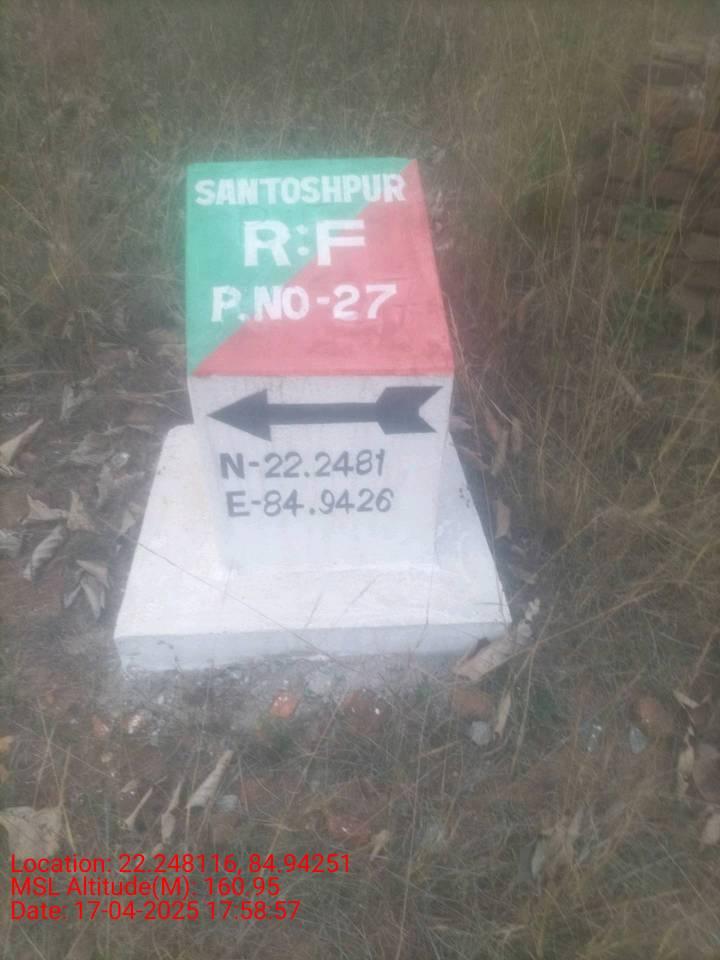 SANTOSHPUR
R:F
P.NO-27
N-22.2481
E-84.9426
Location: 22.248116, 84.94251
MSL Altitude(M): 160.95
Date: 17-04-2025 17:58:57